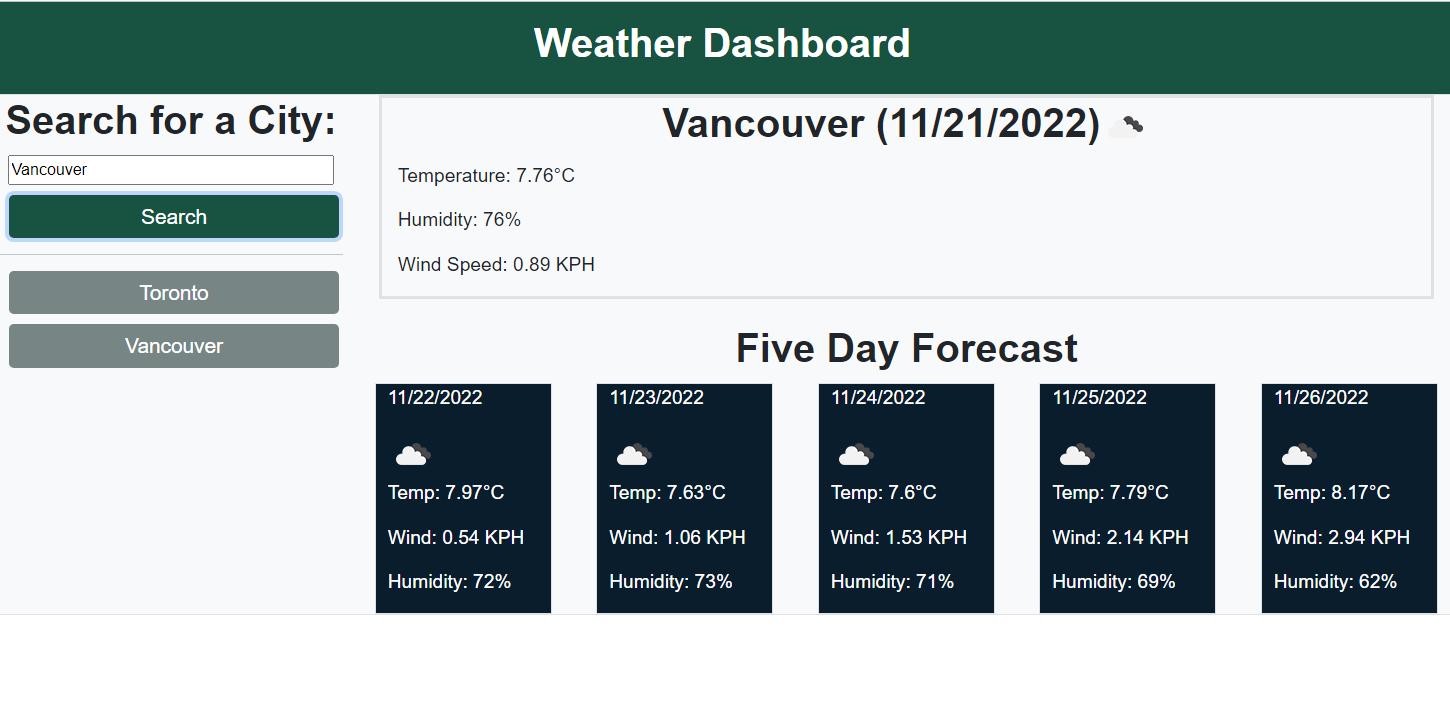 Weather Dashboard
Search for a City:
Vancouver
Search
Toronto
Vancouver
Vancouver (11/21/2022)
Temperature: 7.76°C
Humidity: 76%
Wind Speed: 0.89 KPH
Five Day Forecast
11/22/2022
Temp: 7.97°C
Wind: 0.54 KPH
Humidity: 72%
11/23/2022
Temp: 7.63°C
Wind: 1.06 KPH
Humidity: 73%
11/24/2022
Temp: 7.6°C
Wind: 1.53 KPH
Humidity: 71%
11/25/2022
Temp: 7.79°C
Wind: 2.14 KPH
Humidity: 69%
11/26/2022
Temp: 8.17°C
Wind: 2.94 KPH
Humidity: 62%